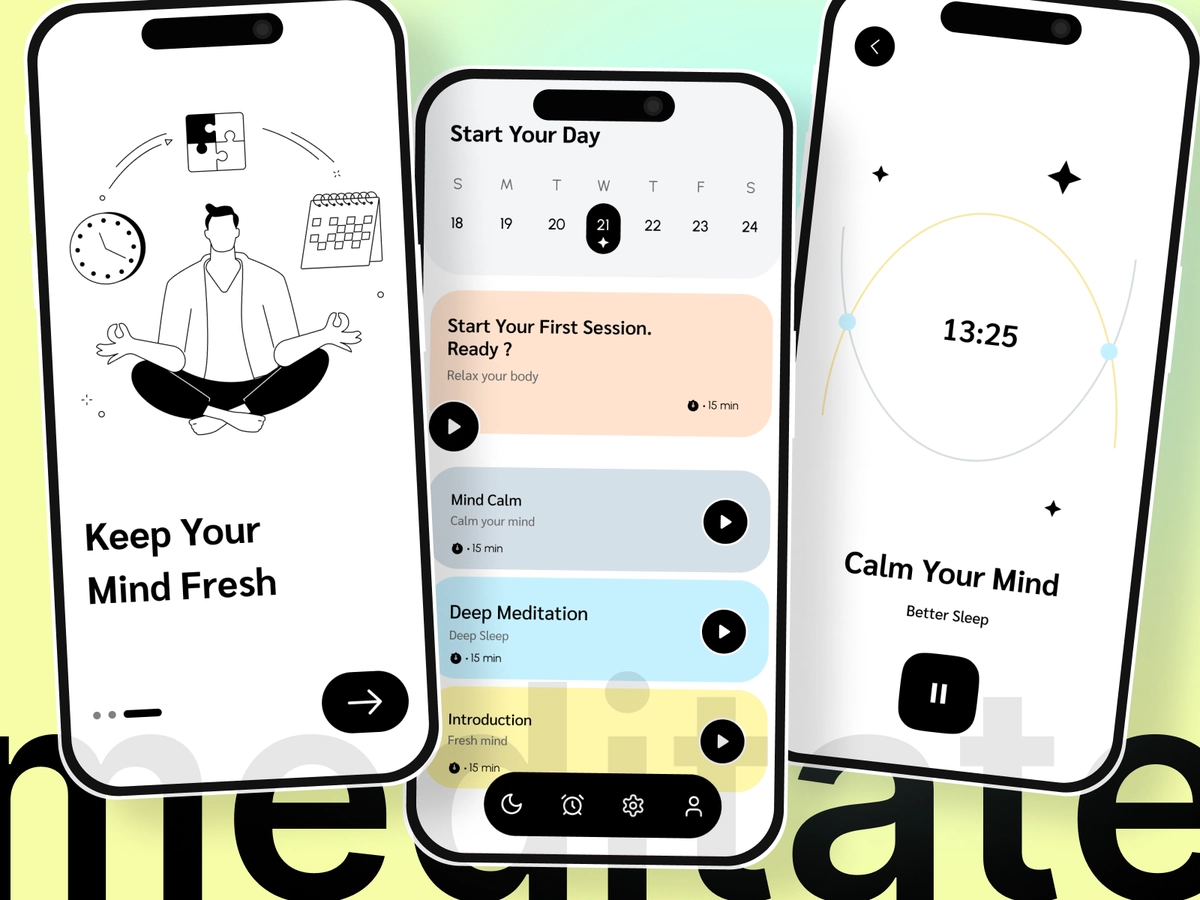 Keep Your
Mind Fresh
Start Your Day
S M T W T F S
18 19 20 21 22 23 24
Start Your First Session.
Ready ?
Relax your body
· 15 min
Mind Calm
Calm your mind
· 15 min
Deep Meditation
Deep Sleep
· 15 min
Introduction
Fresh mind
· 15 min
13:25
Calm Your Mind
Better Sleep
meditate